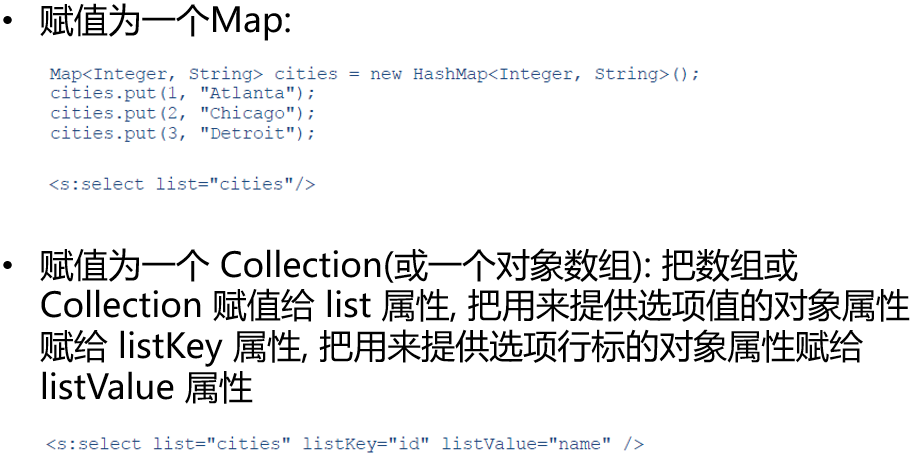 • 赋值为一个Map:
Map<Integer, String> cities = new HashMap<Integer, String>();
cities.put(1, "Atlanta");
cities.put(2, "Chicago");
cities.put(3, "Detroit");
<s:select list="cities"/>
• 赋值为一个 Collection(或一个对象数组): 把数组或
Collection 赋值给 list 属性, 把用来提供选项值的对象属性
赋给 listKey 属性, 把用来提供选项行标的对象属性赋给
listValue 属性
<s:select list="cities" listKey="id" listValue="name" />